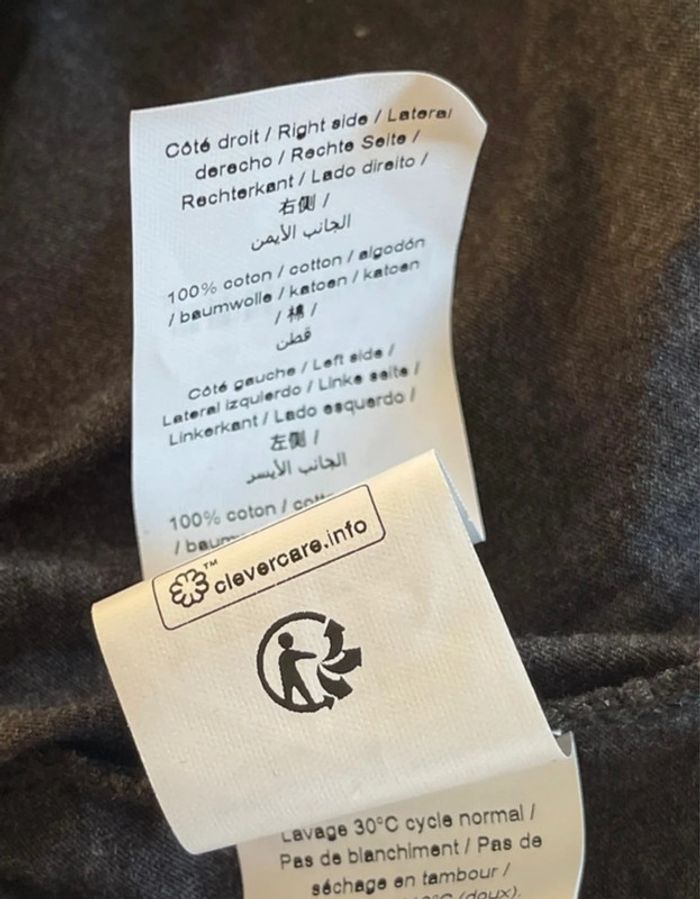 Côté droit / Right side / Lateral
derecho / Rechte Seite /
Rechterkant / Lado direito /
右側 /
الجانب الأيمن
100% coton / cotton / algodón
/ baumwolle / katoen / katoen
/ 棉 /
قطن
Côté gauche / Left side /
Lateral izquierdo / Linke seite /
Linkerkant / Lado esquerdo /
左側 /
الجانب الأيسر
100% coton /
/
TM
clevercare.info
Lavage 30°C cycle normal /
Pas de blanchiment / Pas de
séchage en tambour /
(doux).